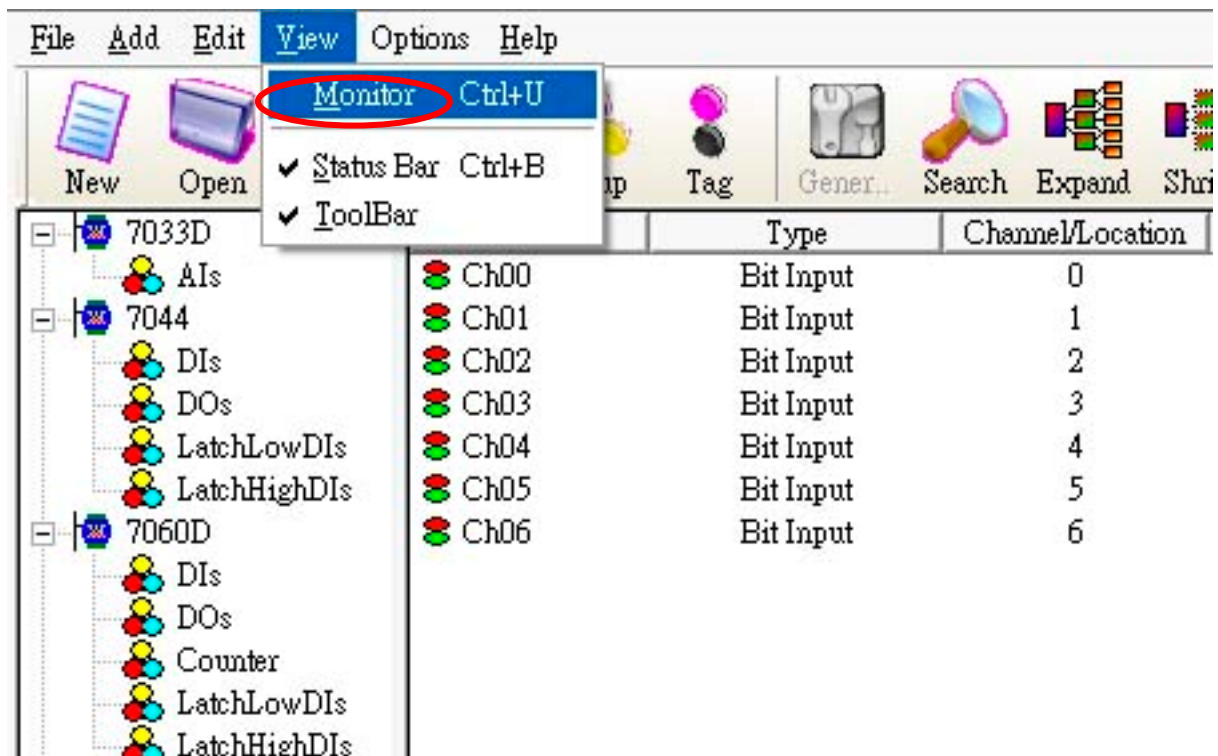 File Add Edit View Options Help
Monitor Ctrl+U
Status Bar Ctrl+B
ToolBar
New Open Tag Gener.. Search Expand
Type Channel/Location
7033D
AIs
7044
DIs
DOs
LatchLowDIs
LatchHighDIs
7060D
DIs
DOs
Counter
LatchLowDIs
LatchHighDIs
Ch00 Bit Input 0
Ch01 Bit Input 1
Ch02 Bit Input 2
Ch03 Bit Input 3
Ch04 Bit Input 4
Ch05 Bit Input 5
Ch06 Bit Input 6